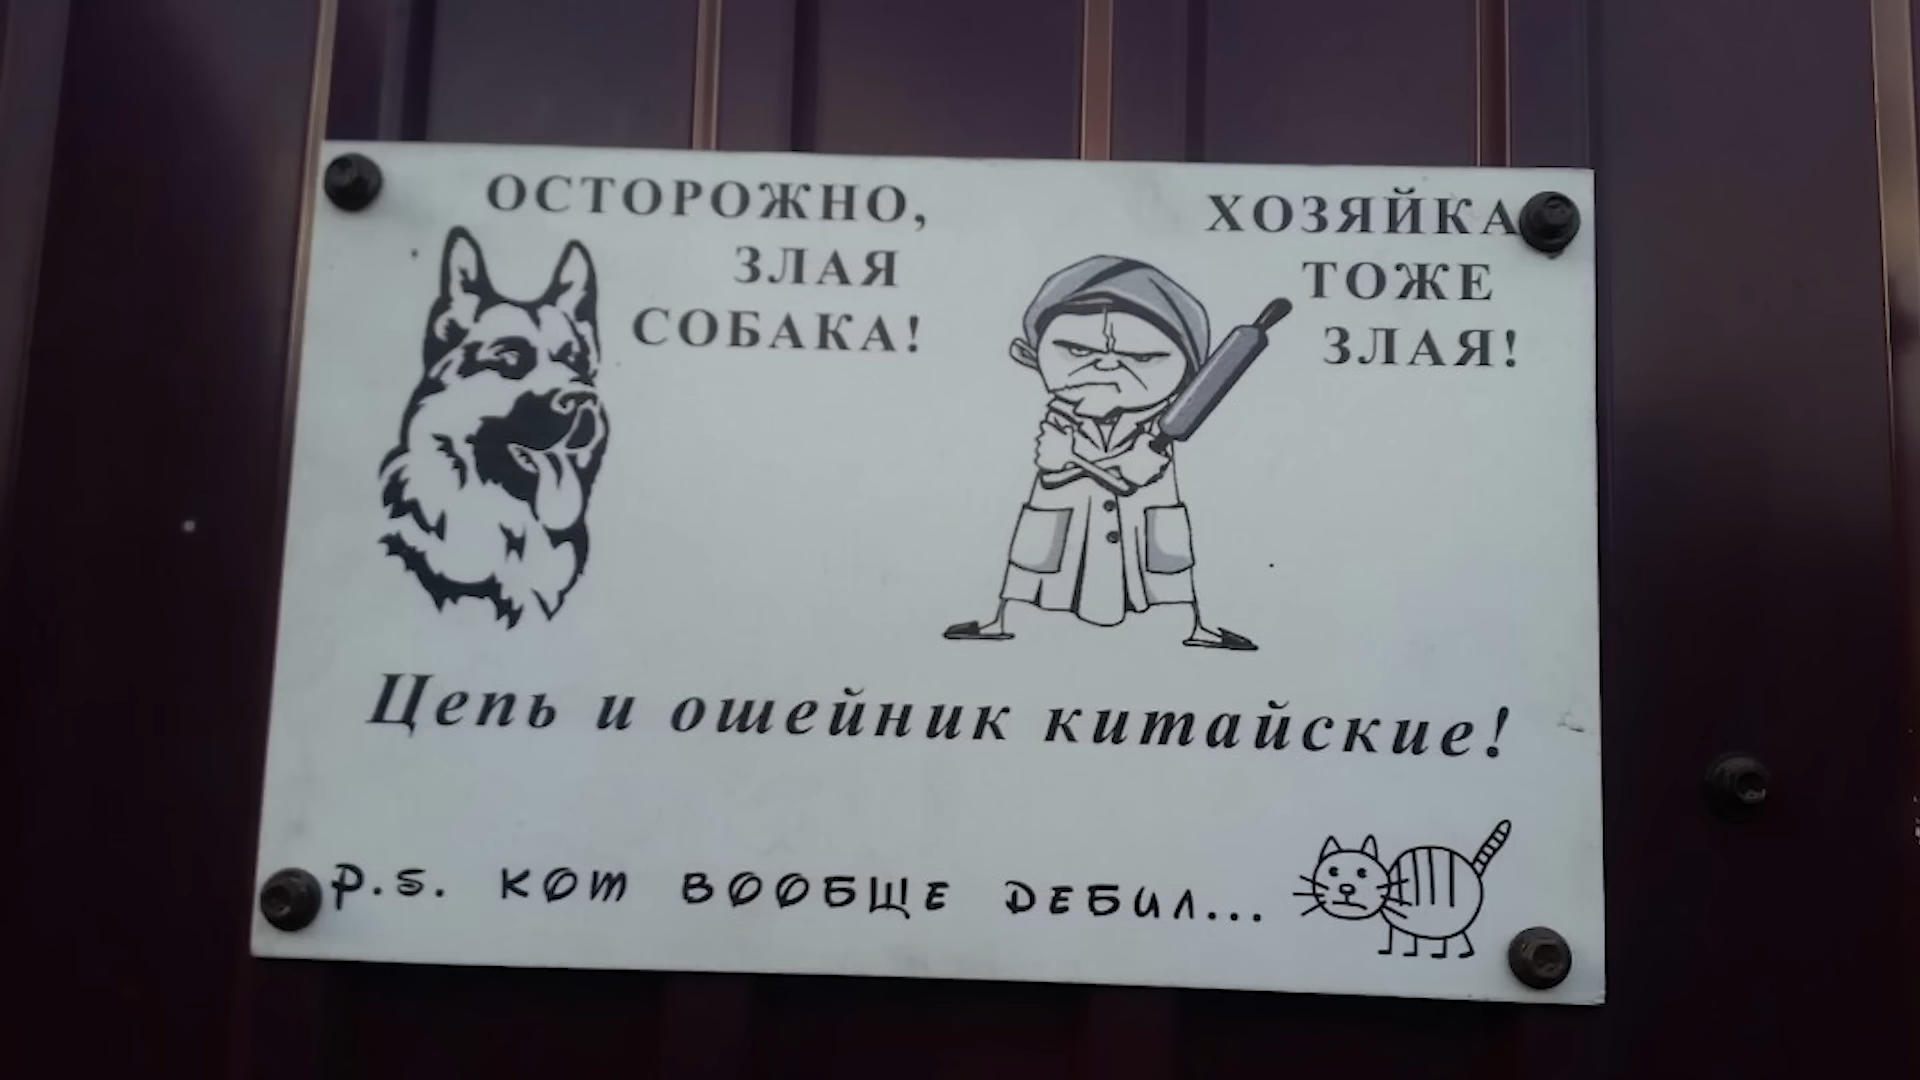 ОСТОРОЖНО,
ЗЛАЯ
СОБАКА!
ХОЗЯЙКА
ТОЖЕ
ЗЛАЯ!
Цепь и ошейник китайские!
P.S. КОТ ВООБЩЕ ДЕБИЛ...